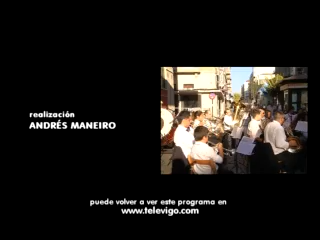 realización
ANDRÉS MANEIRO
puede volver a ver este programa en
www.televigo.com